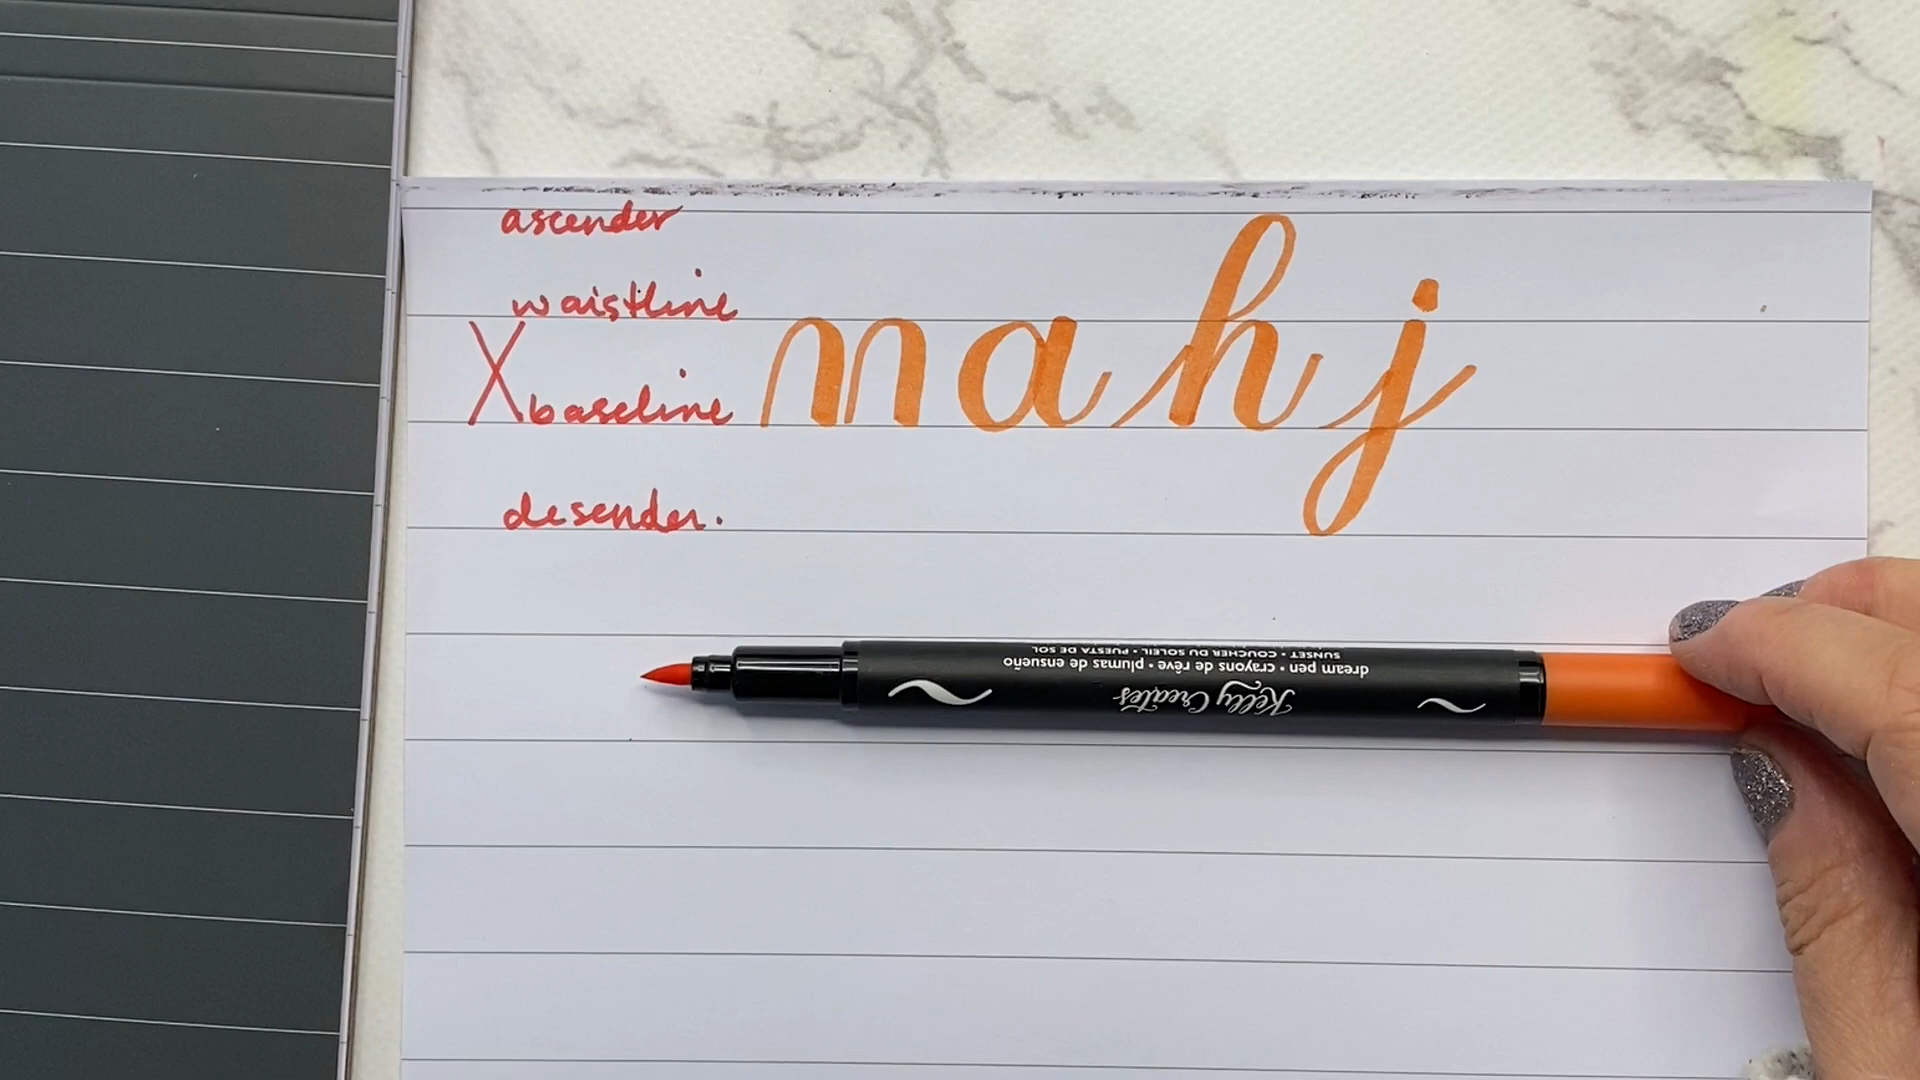 ascender
waistline
X m a h j
baseline
desender.
dream pen • crayons de rêve • plumas de ensueño
SUNSET • COUCHER DU SOLEIL • PUESTA DE SOL
Kelly Creates